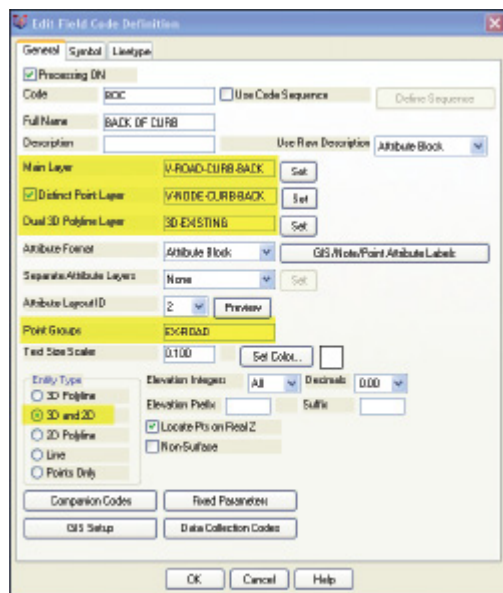 Edit Field Code Definition
General Symbol Linetype
Processing ON
Code BOC Use Code Sequence Define Sequence
Full Name BACK OF CURB
Description Use Raw Description Attribute Block
Main Layer V-ROAD-CURB-BACK Set
Distinct Point Layer V-NODE-CURB-BACK Set
Dual 3D Polyline Layer 3D-EXISTING Set
Attribute Format Attribute Block GIS/Note/Point Attribute Labels
Separate Attribute Layers None Set
Attribute Layout ID 2 Preview
Point Groups EX-ROAD
Text Size Scaler 0.100 Set Color...
Entity Type Elevation Integers All Decimals 0.00
3D Polyline Elevation Prefix Suffix
3D and 2D Locate Pts on Real Z
2D Polyline Non-Surface
Line
Points Only
Companion Codes Fixed Parameters
GIS Setup Data Collection Codes
OK Cancel Help